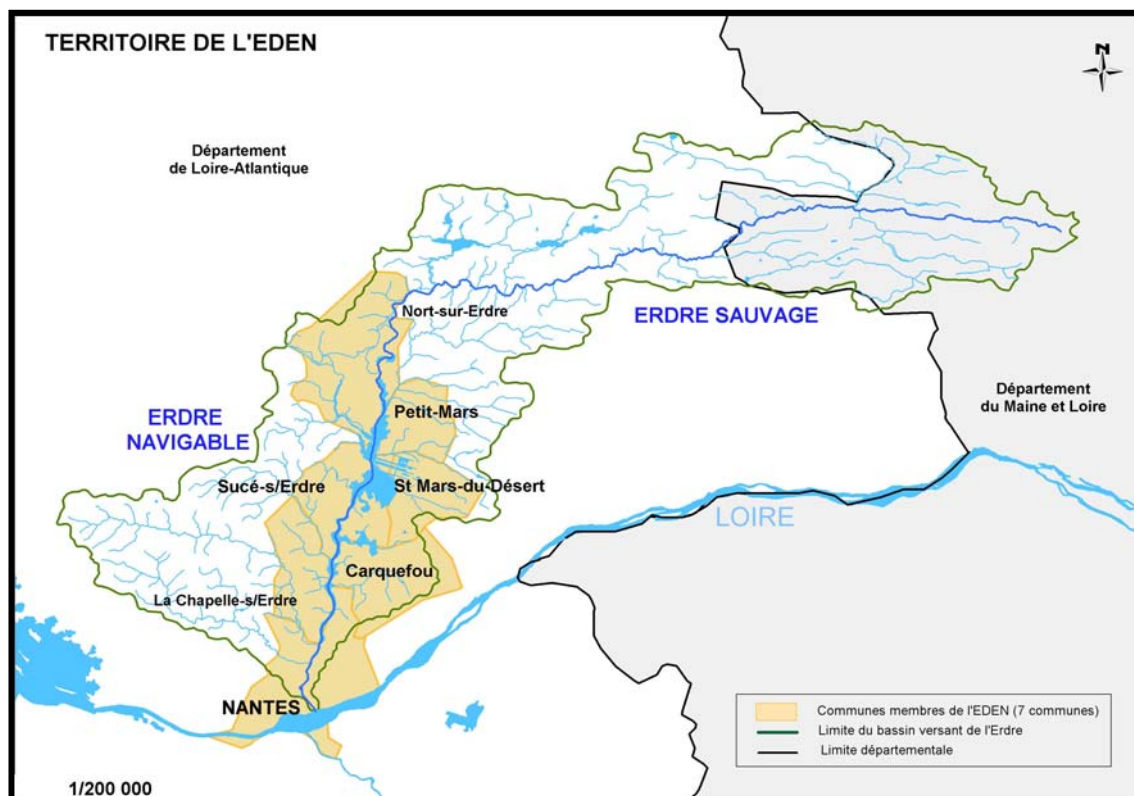 TERRITOIRE DE L'EDEN
N
Département
de Loire-Atlantique
Nort-sur-Erdre
ERDRE SAUVAGE
Département
du Maine et Loire
Petit-Mars
ERDRE
NAVIGABLE
Sucé-s/Erdre
St Mars-du-Désert
LOIRE
Carquefou
La Chapelle-s/Erdre
NANTES
Communes membres de l'EDEN (7 communes)
Limite du bassin versant de l'Erdre
Limite départementale
1/200 000